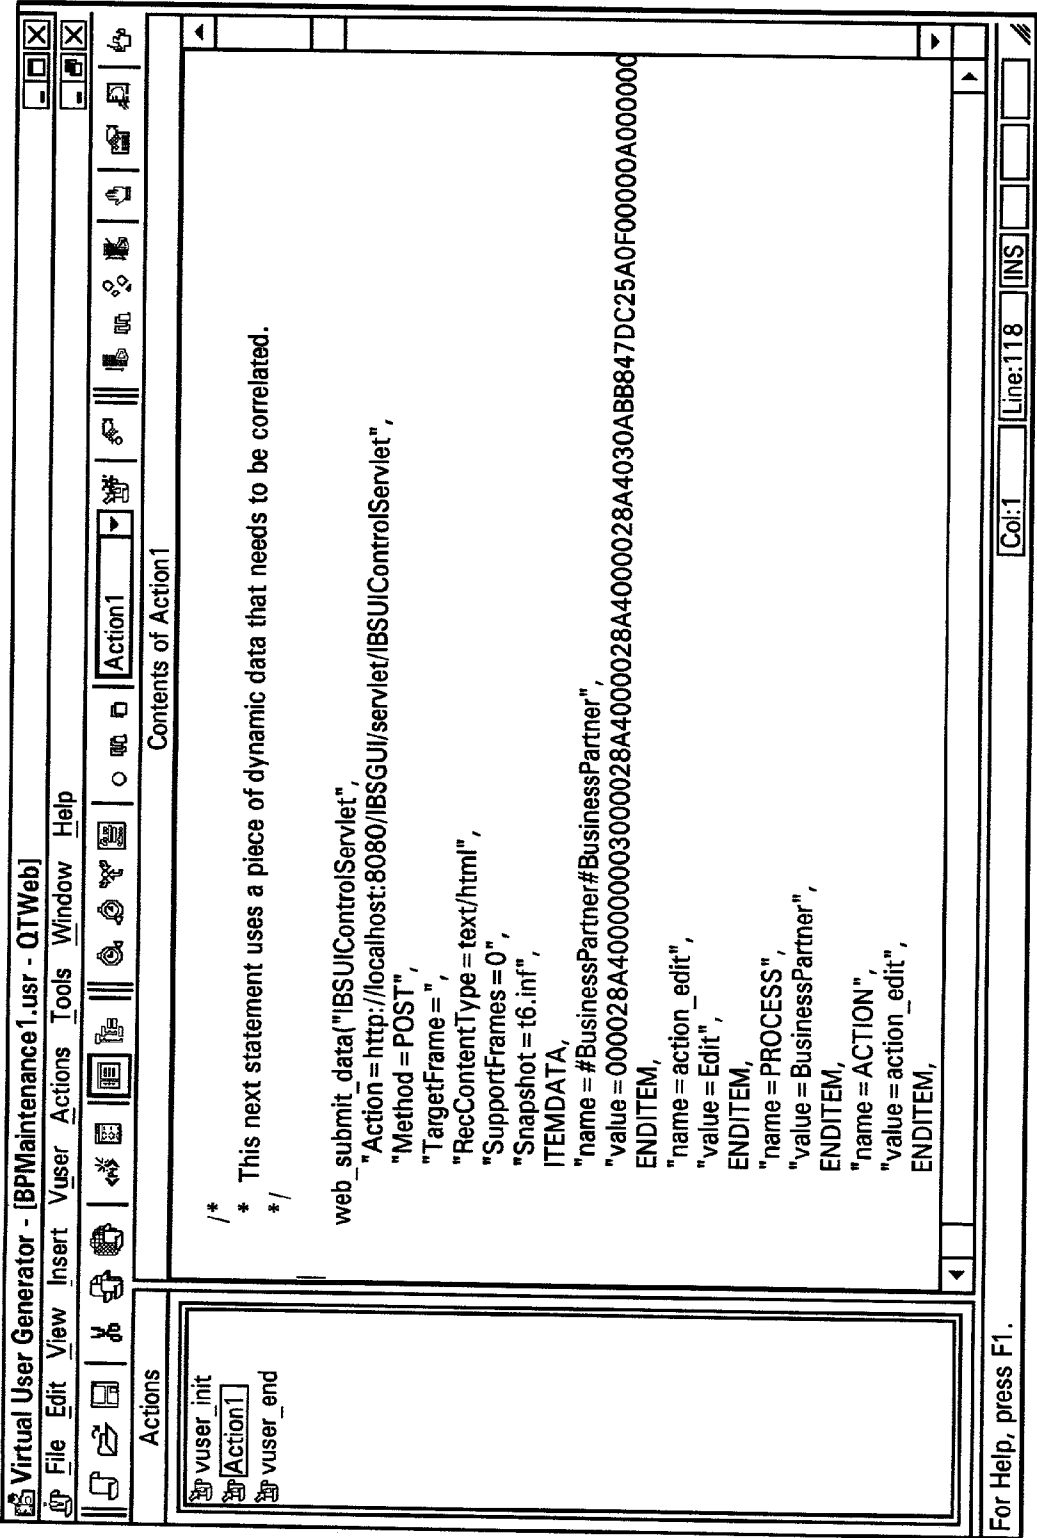 Virtual User Generator - [BPMaintenance1.usr - QTWeb]
File Edit View Insert Vuser Actions Tools Window Help
Action1
Actions
Contents of Action1
vuser_init
Action1
vuser_end
/*
* This next statement uses a piece of dynamic data that needs to be correlated.
*/
web_submit_data("IBSUIControlServlet",
"Action=http://localhost:8080/IBSGUI/servlet/IBSUIControlServlet",
"Method=POST",
"TargetFrame=",
"RecContentType=text/html",
"SupportFrames=0",
"Snapshot=t6.inf",
ITEMDATA,
"name=#BusinessPartner#BusinessPartner",
"value=000028A4000000003000028A4000028A4000028A4000028A4030ABB847DC25A0F00000A000000
ENDITEM,
"name=action_edit",
"value=Edit",
ENDITEM,
"name=PROCESS",
"value=BusinessPartner",
ENDITEM,
"name=ACTION",
"value=action_edit",
ENDITEM,
For Help, press F1.
Col:1
Line:118
INS